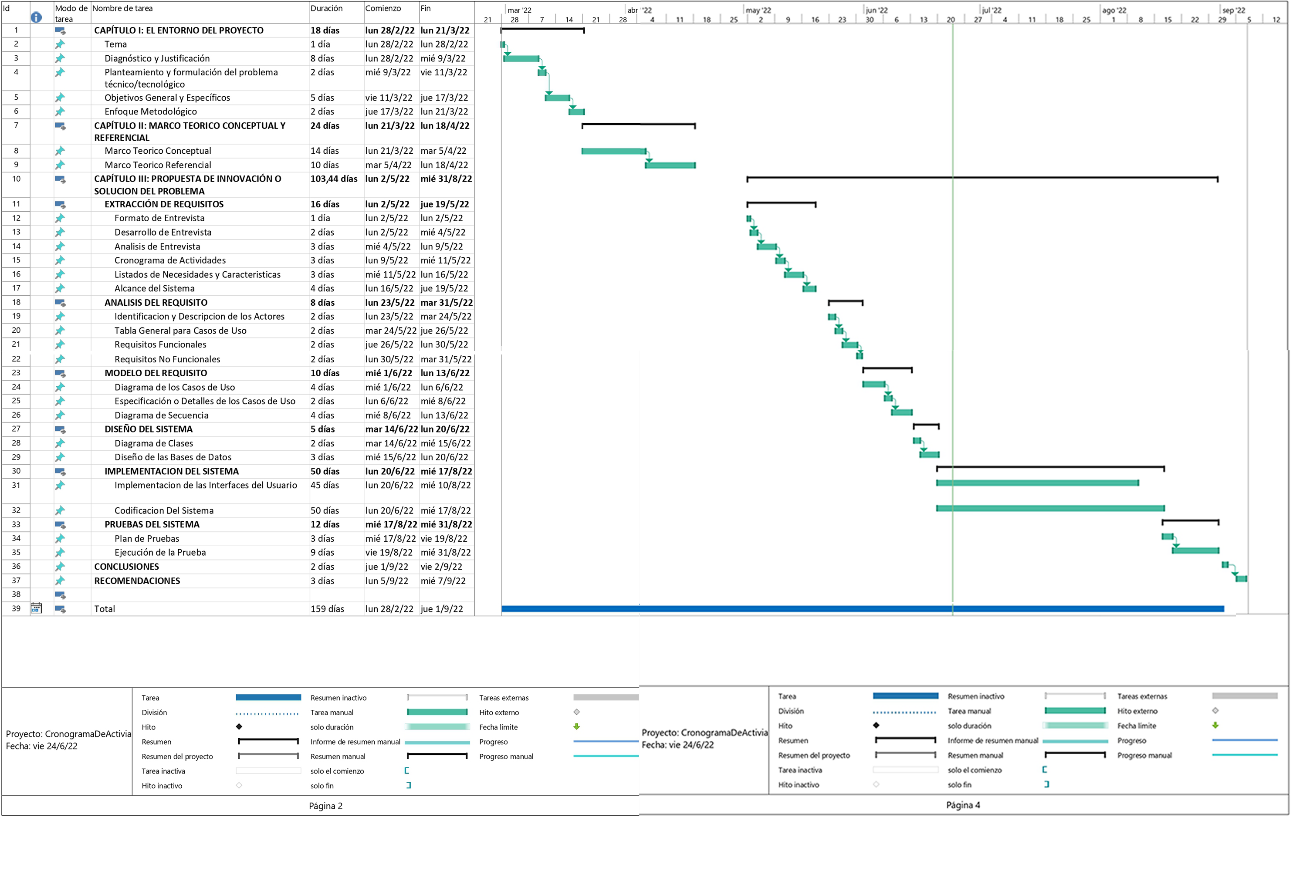 Id Modo de tarea Nombre de tarea Duración Comienzo Fin
mar '22 abr '22 may '22 jun '22 jul '22 ago '22 sep '22
21 28 7 14 21 28 4 11 18 25 2 9 16 23 30 6 13 20 27 4 11 18 25 1 8 15 22 29 5 12
1 CAPÍTULO I: EL ENTORNO DEL PROYECTO 18 días lun 28/2/22 lun 21/3/22
2 Tema 1 día lun 28/2/22 lun 28/2/22
3 Diagnóstico y Justificación 8 días lun 28/2/22 mié 9/3/22
4 Planteamiento y formulación del problema técnico/tecnológico 2 días mié 9/3/22 vie 11/3/22
5 Objetivos General y Específicos 5 días vie 11/3/22 jue 17/3/22
6 Enfoque Metodológico 2 días jue 17/3/22 lun 21/3/22
7 CAPÍTULO II: MARCO TEORICO CONCEPTUAL Y REFERENCIAL 24 días lun 21/3/22 lun 18/4/22
8 Marco Teorico Conceptual 14 días lun 21/3/22 mar 5/4/22
9 Marco Teorico Referencial 10 días mar 5/4/22 lun 18/4/22
10 CAPÍTULO III: PROPUESTA DE INNOVACIÓN O SOLUCION DEL PROBLEMA 103,44 días lun 2/5/22 mié 31/8/22
11 EXTRACCIÓN DE REQUISITOS 16 días lun 2/5/22 jue 19/5/22
12 Formato de Entrevista 1 día lun 2/5/22 lun 2/5/22
13 Desarrollo de Entrevista 2 días lun 2/5/22 mié 4/5/22
14 Analisis de Entrevista 3 días mié 4/5/22 lun 9/5/22
15 Cronograma de Actividades 3 días lun 9/5/22 mié 11/5/22
16 Listados de Necesidades y Caracteristicas 3 días mié 11/5/22 lun 16/5/22
17 Alcance del Sistema 4 días lun 16/5/22 jue 19/5/22
18 ANALISIS DEL REQUISITO 8 días lun 23/5/22 mar 31/5/22
19 Identificacion y Descripcion de los Actores 2 días lun 23/5/22 mar 24/5/22
20 Tabla General para Casos de Uso 2 días mar 24/5/22 jue 26/5/22
21 Requisitos Funcionales 2 días jue 26/5/22 lun 30/5/22
22 Requisitos No Funcionales 2 días lun 30/5/22 mar 31/5/22
23 MODELO DEL REQUISITO 10 días mié 1/6/22 lun 13/6/22
24 Diagrama de los Casos de Uso 4 días mié 1/6/22 lun 6/6/22
25 Especificación o Detalles de los Casos de Uso 2 días lun 6/6/22 mié 8/6/22
26 Diagrama de Secuencia 4 días mié 8/6/22 lun 13/6/22
27 DISEÑO DEL SISTEMA 5 días mar 14/6/22 lun 20/6/22
28 Diagrama de Clases 2 días mar 14/6/22 mié 15/6/22
29 Diseño de las Bases de Datos 3 días mié 15/6/22 lun 20/6/22
30 IMPLEMENTACION DEL SISTEMA 50 días lun 20/6/22 mié 17/8/22
31 Implementacion de las Interfaces del Usuario 45 días lun 20/6/22 mié 10/8/22
32 Codificacion Del Sistema 50 días lun 20/6/22 mié 17/8/22
33 PRUEBAS DEL SISTEMA 12 días mié 17/8/22 mié 31/8/22
34 Plan de Pruebas 3 días mié 17/8/22 vie 19/8/22
35 Ejecución de la Prueba 9 días vie 19/8/22 mié 31/8/22
36 CONCLUSIONES 2 días jue 1/9/22 vie 2/9/22
37 RECOMENDACIONES 3 días lun 5/9/22 mié 7/9/22
38
39 Total 159 días lun 28/2/22 jue 1/9/22
Proyecto: CronogramaDeActivia
Fecha: vie 24/6/22
Tarea Resumen inactivo Tareas externas
División Tarea manual Hito externo
Hito solo duración Fecha límite
Resumen Informe de resumen manual Progreso
Resumen del proyecto Resumen manual Progreso manual
Tarea inactiva solo el comienzo
Hito inactivo solo fin
Página 2
Proyecto: CronogramaDeActivia
Fecha: vie 24/6/22
Tarea Resumen inactivo Tareas externas
División Tarea manual Hito externo
Hito solo duración Fecha límite
Resumen Informe de resumen manual Progreso
Resumen del proyecto Resumen manual Progreso manual
Tarea inactiva solo el comienzo
Hito inactivo solo fin
Página 4